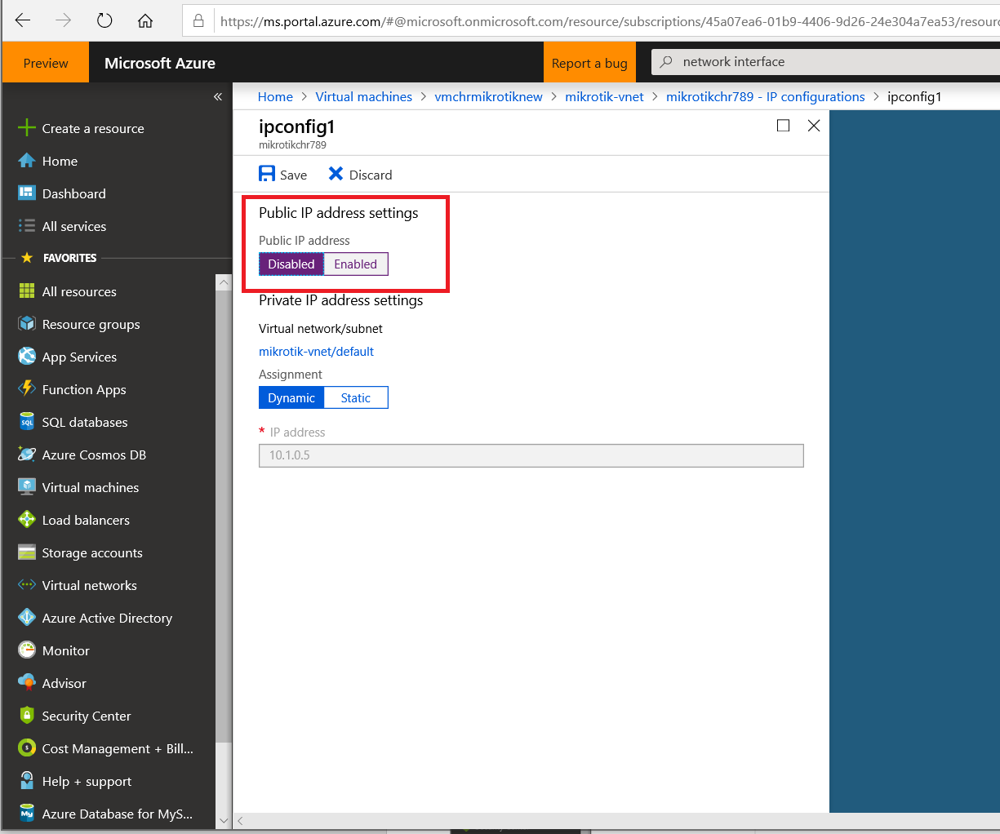 https://ms.portal.azure.com/#@microsoft.onmicrosoft.com/resource/subscriptions/45a07ea6-01b9-4406-9d26-24e304a7ea53/resour
Preview
Microsoft Azure
Report a bug
network interface
Home > Virtual machines > vmchrmikrotiknew > mikrotik-vnet > mikrotikchr789 - IP configurations > ipconfig1
Create a resource
Home
Dashboard
All services
FAVORITES
All resources
Resource groups
App Services
Function Apps
SQL databases
Azure Cosmos DB
Virtual machines
Load balancers
Storage accounts
Virtual networks
Azure Active Directory
Monitor
Advisor
Security Center
Cost Management + Bill...
Help + support
Azure Database for MyS...
ipconfig1
mikrotikchr789
Save Discard
Public IP address settings
Public IP address
Disabled Enabled
Private IP address settings
Virtual network/subnet
mikrotik-vnet/default
Assignment
Dynamic Static
* IP address
10.1.0.5